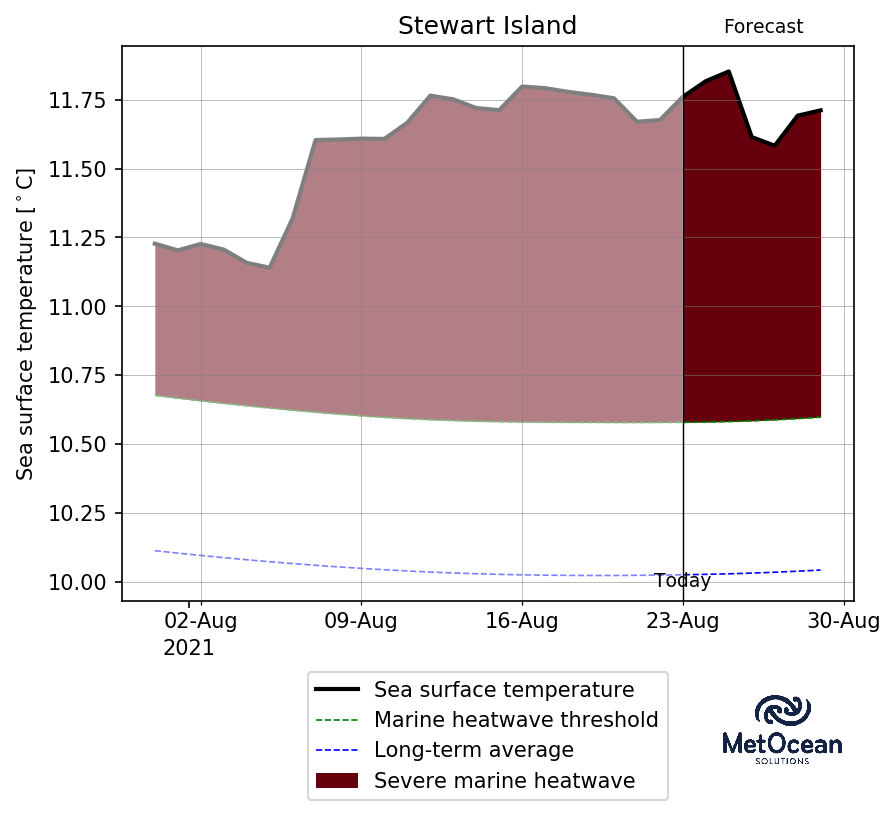 Stewart Island
Forecast
Sea surface temperature [°C]
11.75
11.50
11.25
11.00
10.75
10.50
10.25
10.00
Today
02-Aug
09-Aug
16-Aug
23-Aug
30-Aug
2021
Sea surface temperature
Marine heatwave threshold
Long-term average
Severe marine heatwave
MetOcean
SOLUTIONS